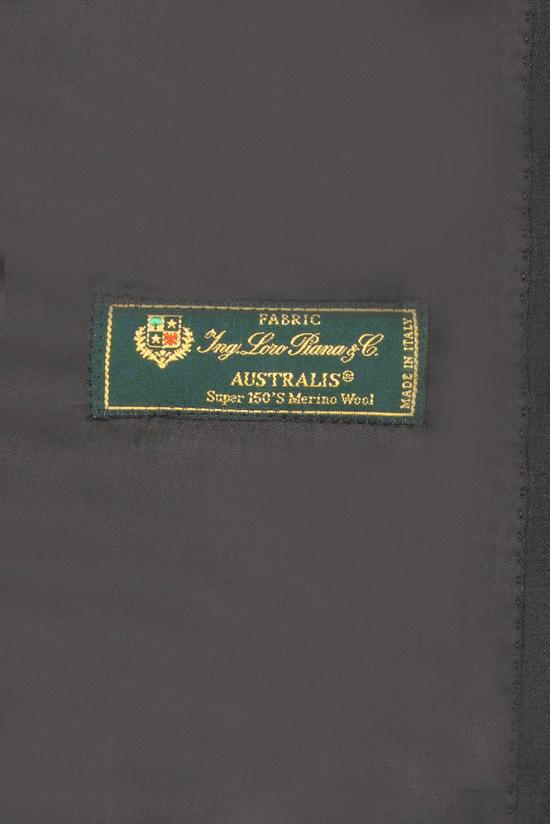 FABRIC
Ing. Loro Piana & C.
AUSTRALIS®
Super 150'S Merino Wool
MADE IN ITALY